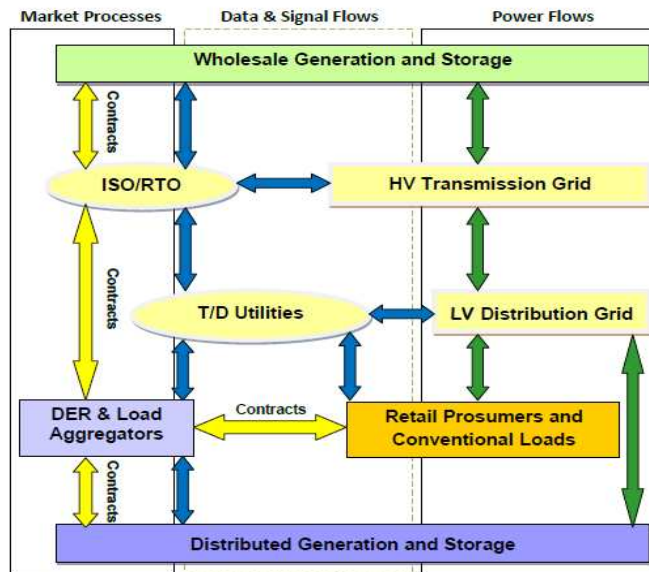 Market Processes
Data & Signal Flows
Power Flows
Wholesale Generation and Storage
Contracts
ISO/RTO
HV Transmission Grid
Contracts
T/D Utilities
LV Distribution Grid
DER & Load
Aggregators
Contracts
Retail Prosumers and
Conventional Loads
Contracts
Distributed Generation and Storage